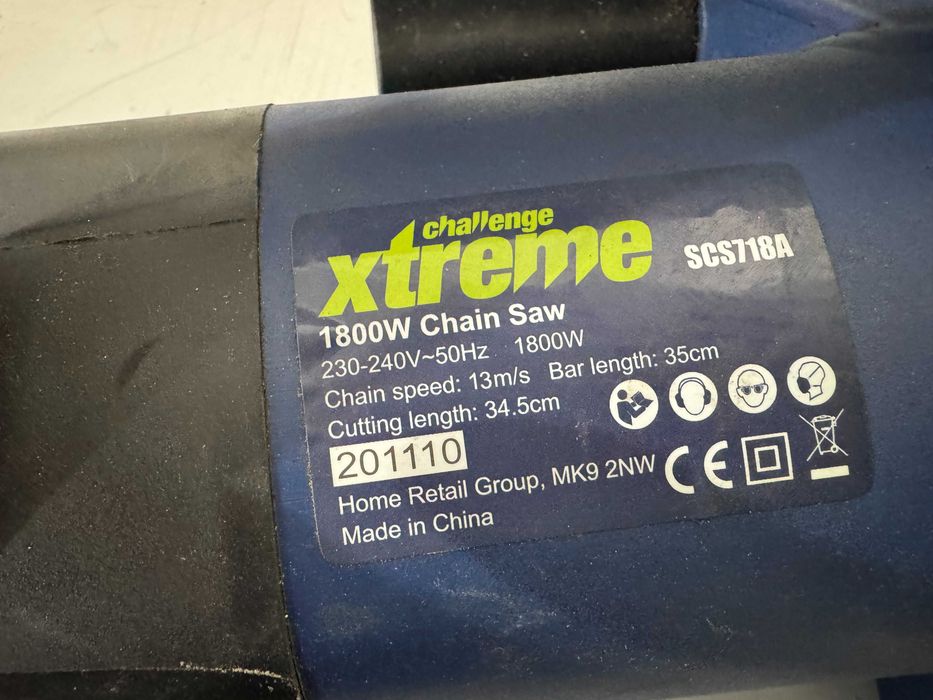 challenge
xtreme SCS718A
1800W Chain Saw
230-240V~50Hz 1800W
Chain speed: 13m/s Bar length: 35cm
Cutting length: 34.5cm
201110
Home Retail Group, MK9 2NW CE
Made in China